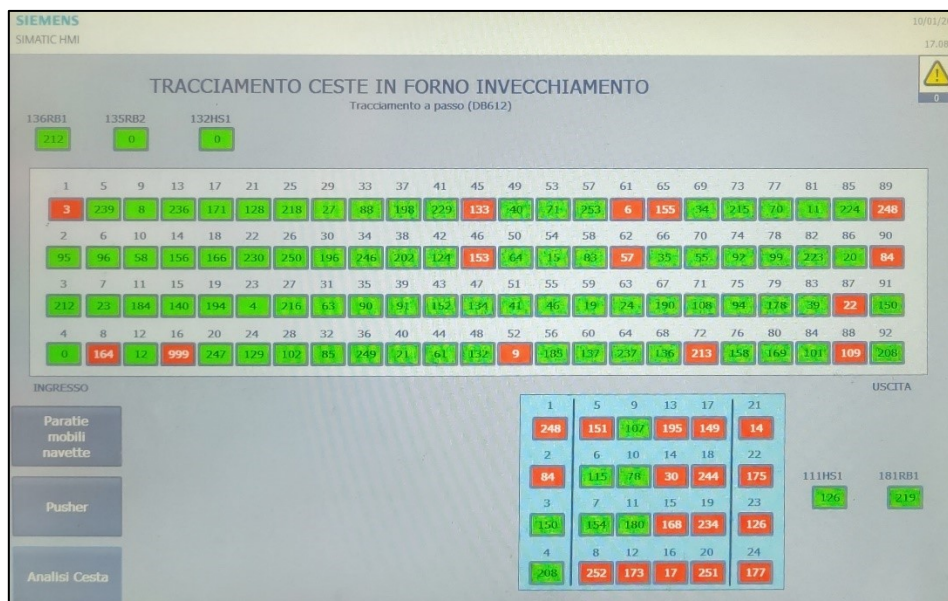 SIEMENS
SIMATIC HMI
10/01/20
17.08
TRACCIAMENTO CESTE IN FORNO INVECCHIAMENTO
Tracciamento a passo (DB612)
0
136RB1 135RB2 132HS1
212 0 0
1 5 9 13 17 21 25 29 33 37 41 45 49 53 57 61 65 69 73 77 81 85 89
3 239 8 236 171 128 218 27 88 198 229 133 40 71 253 6 155 34 215 70 11 224 248
2 6 10 14 18 22 26 30 34 38 42 46 50 54 58 62 66 70 74 78 82 86 90
95 96 58 156 166 230 250 196 246 202 124 153 64 15 83 57 35 55 92 99 223 20 84
3 7 11 15 19 23 27 31 35 39 43 47 51 55 59 63 67 71 75 79 83 87 91
212 23 184 140 194 4 216 63 90 91 152 134 41 46 19 24 190 108 94 178 39 22 150
4 8 12 16 20 24 28 32 36 40 44 48 52 56 60 64 68 72 76 80 84 88 92
0 164 12 999 247 129 102 85 249 21 61 132 9 185 137 237 136 213 158 169 101 109 208
INGRESSO USCITA
Paratie
mobili
navette
Pusher
Analisi Cesta
1 5 9 13 17 21
248 151 107 195 149 14
2 6 10 14 18 22
84 115 78 30 244 175
3 7 11 15 19 23
150 154 180 168 234 126
4 8 12 16 20 24
208 252 173 17 251 177
111HS1 181RB1
126 219